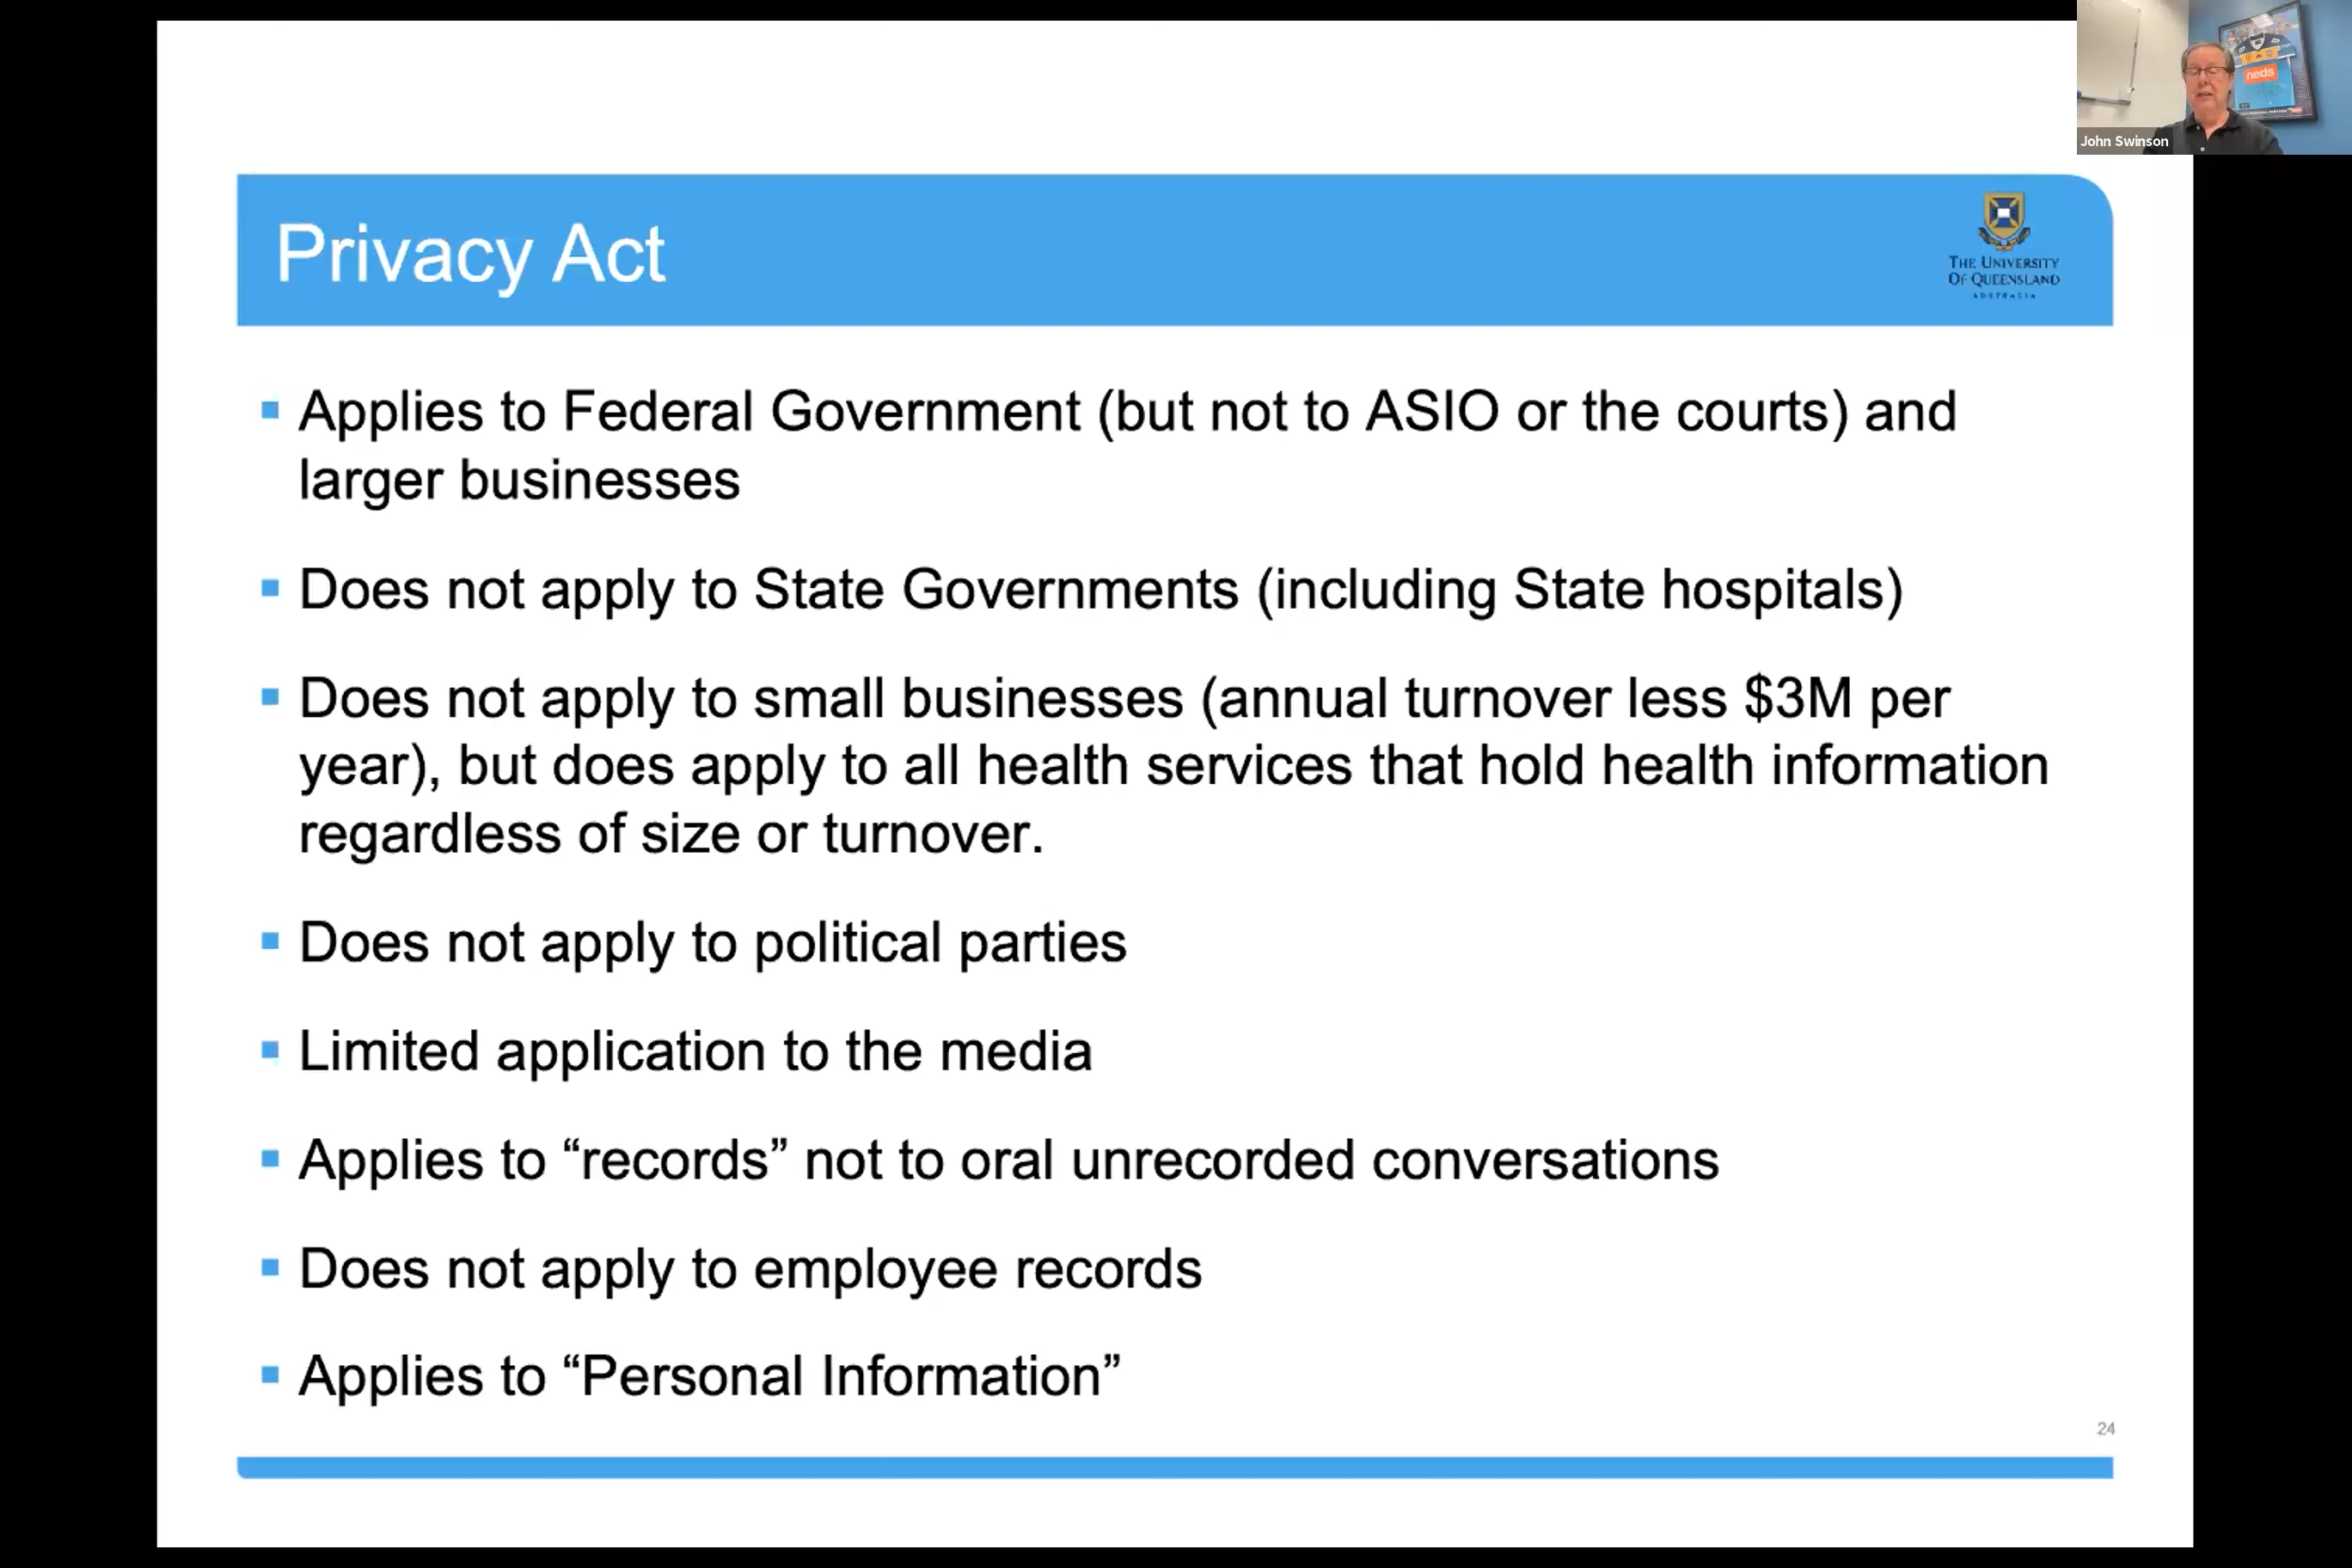 neds
John Swinson
Privacy Act
THE UNIVERSITY
OF QUEENSLAND
AUSTRALIA
Applies to Federal Government (but not to ASIO or the courts) and
larger businesses
Does not apply to State Governments (including State hospitals)
Does not apply to small businesses (annual turnover less $3M per
year), but does apply to all health services that hold health information
regardless of size or turnover.
Does not apply to political parties
Limited application to the media
Applies to “records” not to oral unrecorded conversations
Does not apply to employee records
Applies to “Personal Information”
24